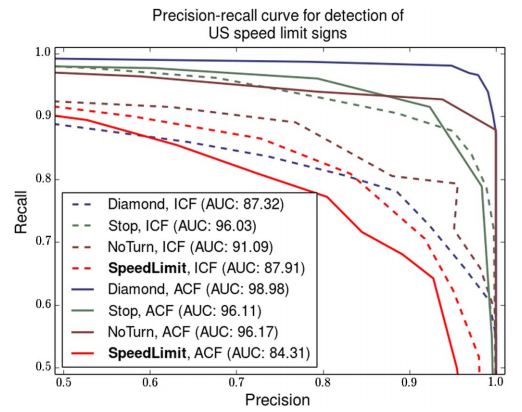 Precision-recall curve for detection of
US speed limit signs
1.0
0.9
0.8
0.7
0.6
0.5
Recall
Diamond, ICF (AUC: 87.32)
Stop, ICF (AUC: 96.03)
NoTurn, ICF (AUC: 91.09)
SpeedLimit, ICF (AUC: 87.91)
Diamond, ACF (AUC: 98.98)
Stop, ACF (AUC: 96.11)
NoTurn, ACF (AUC: 96.17)
SpeedLimit, ACF (AUC: 84.31)
0.5 0.6 0.7 0.8 0.9 1.0
Precision